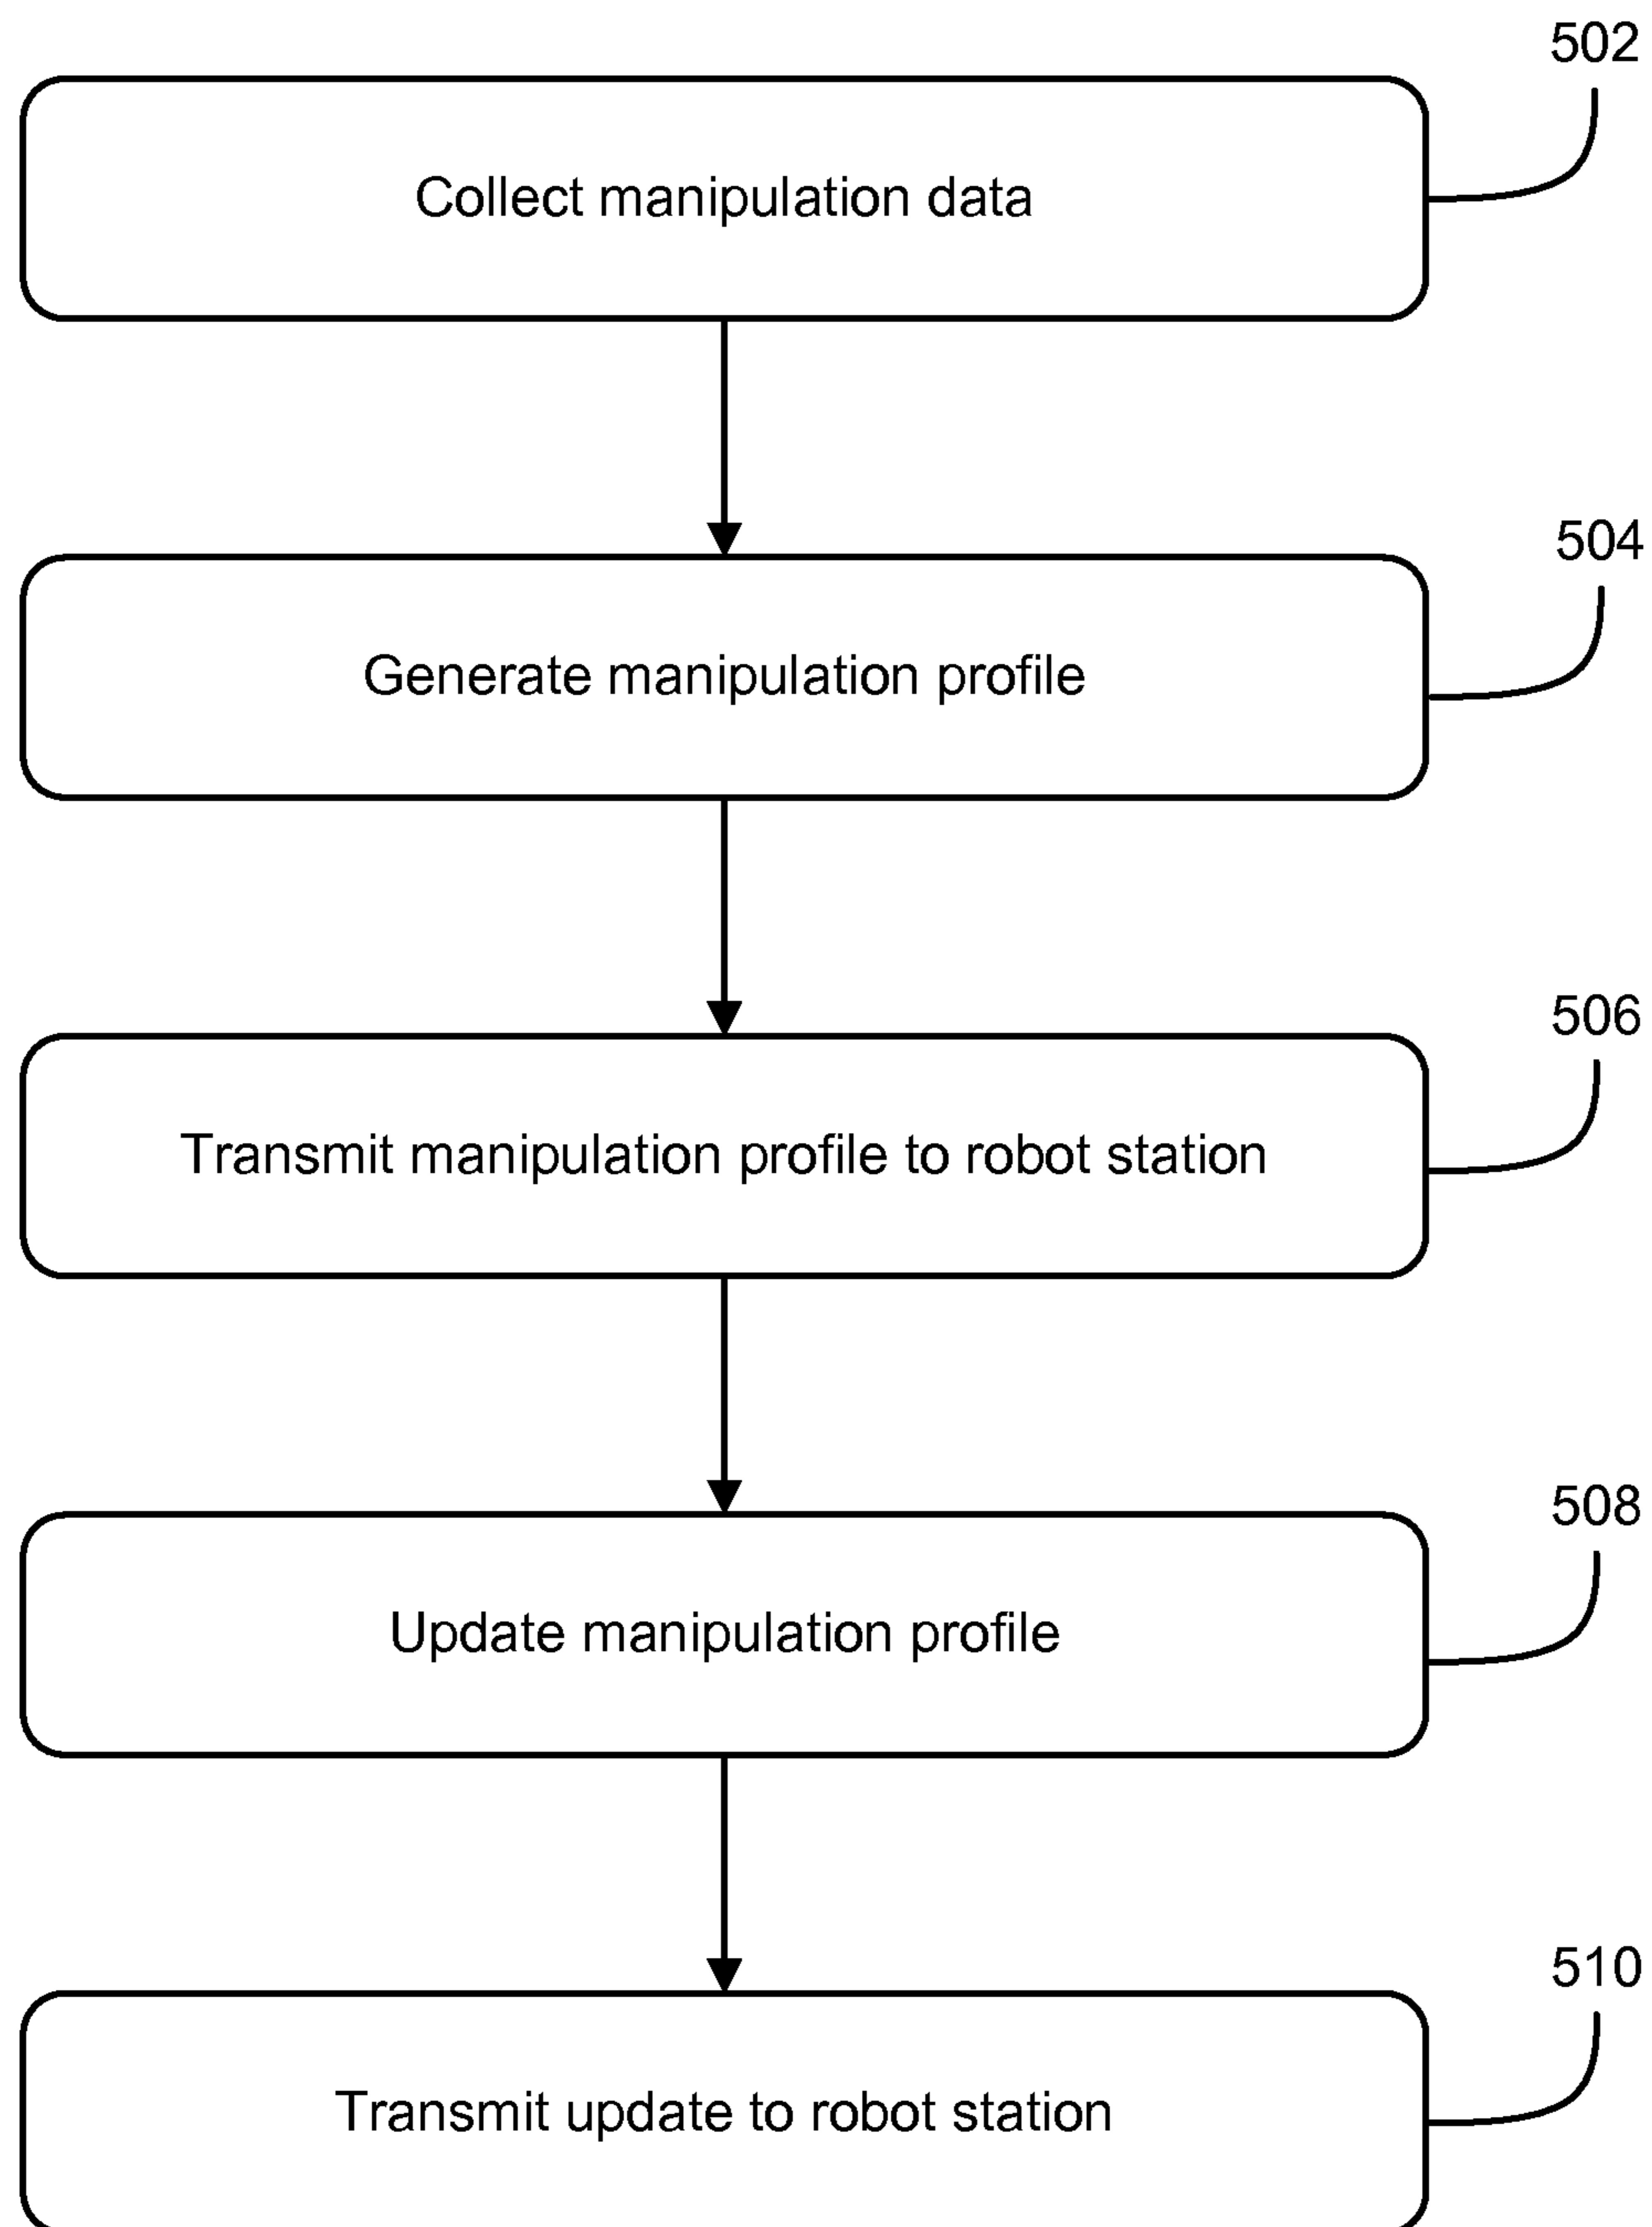 502
Collect manipulation data
504
Generate manipulation profile
506
Transmit manipulation profile to robot station
508
Update manipulation profile
510
Transmit update to robot station